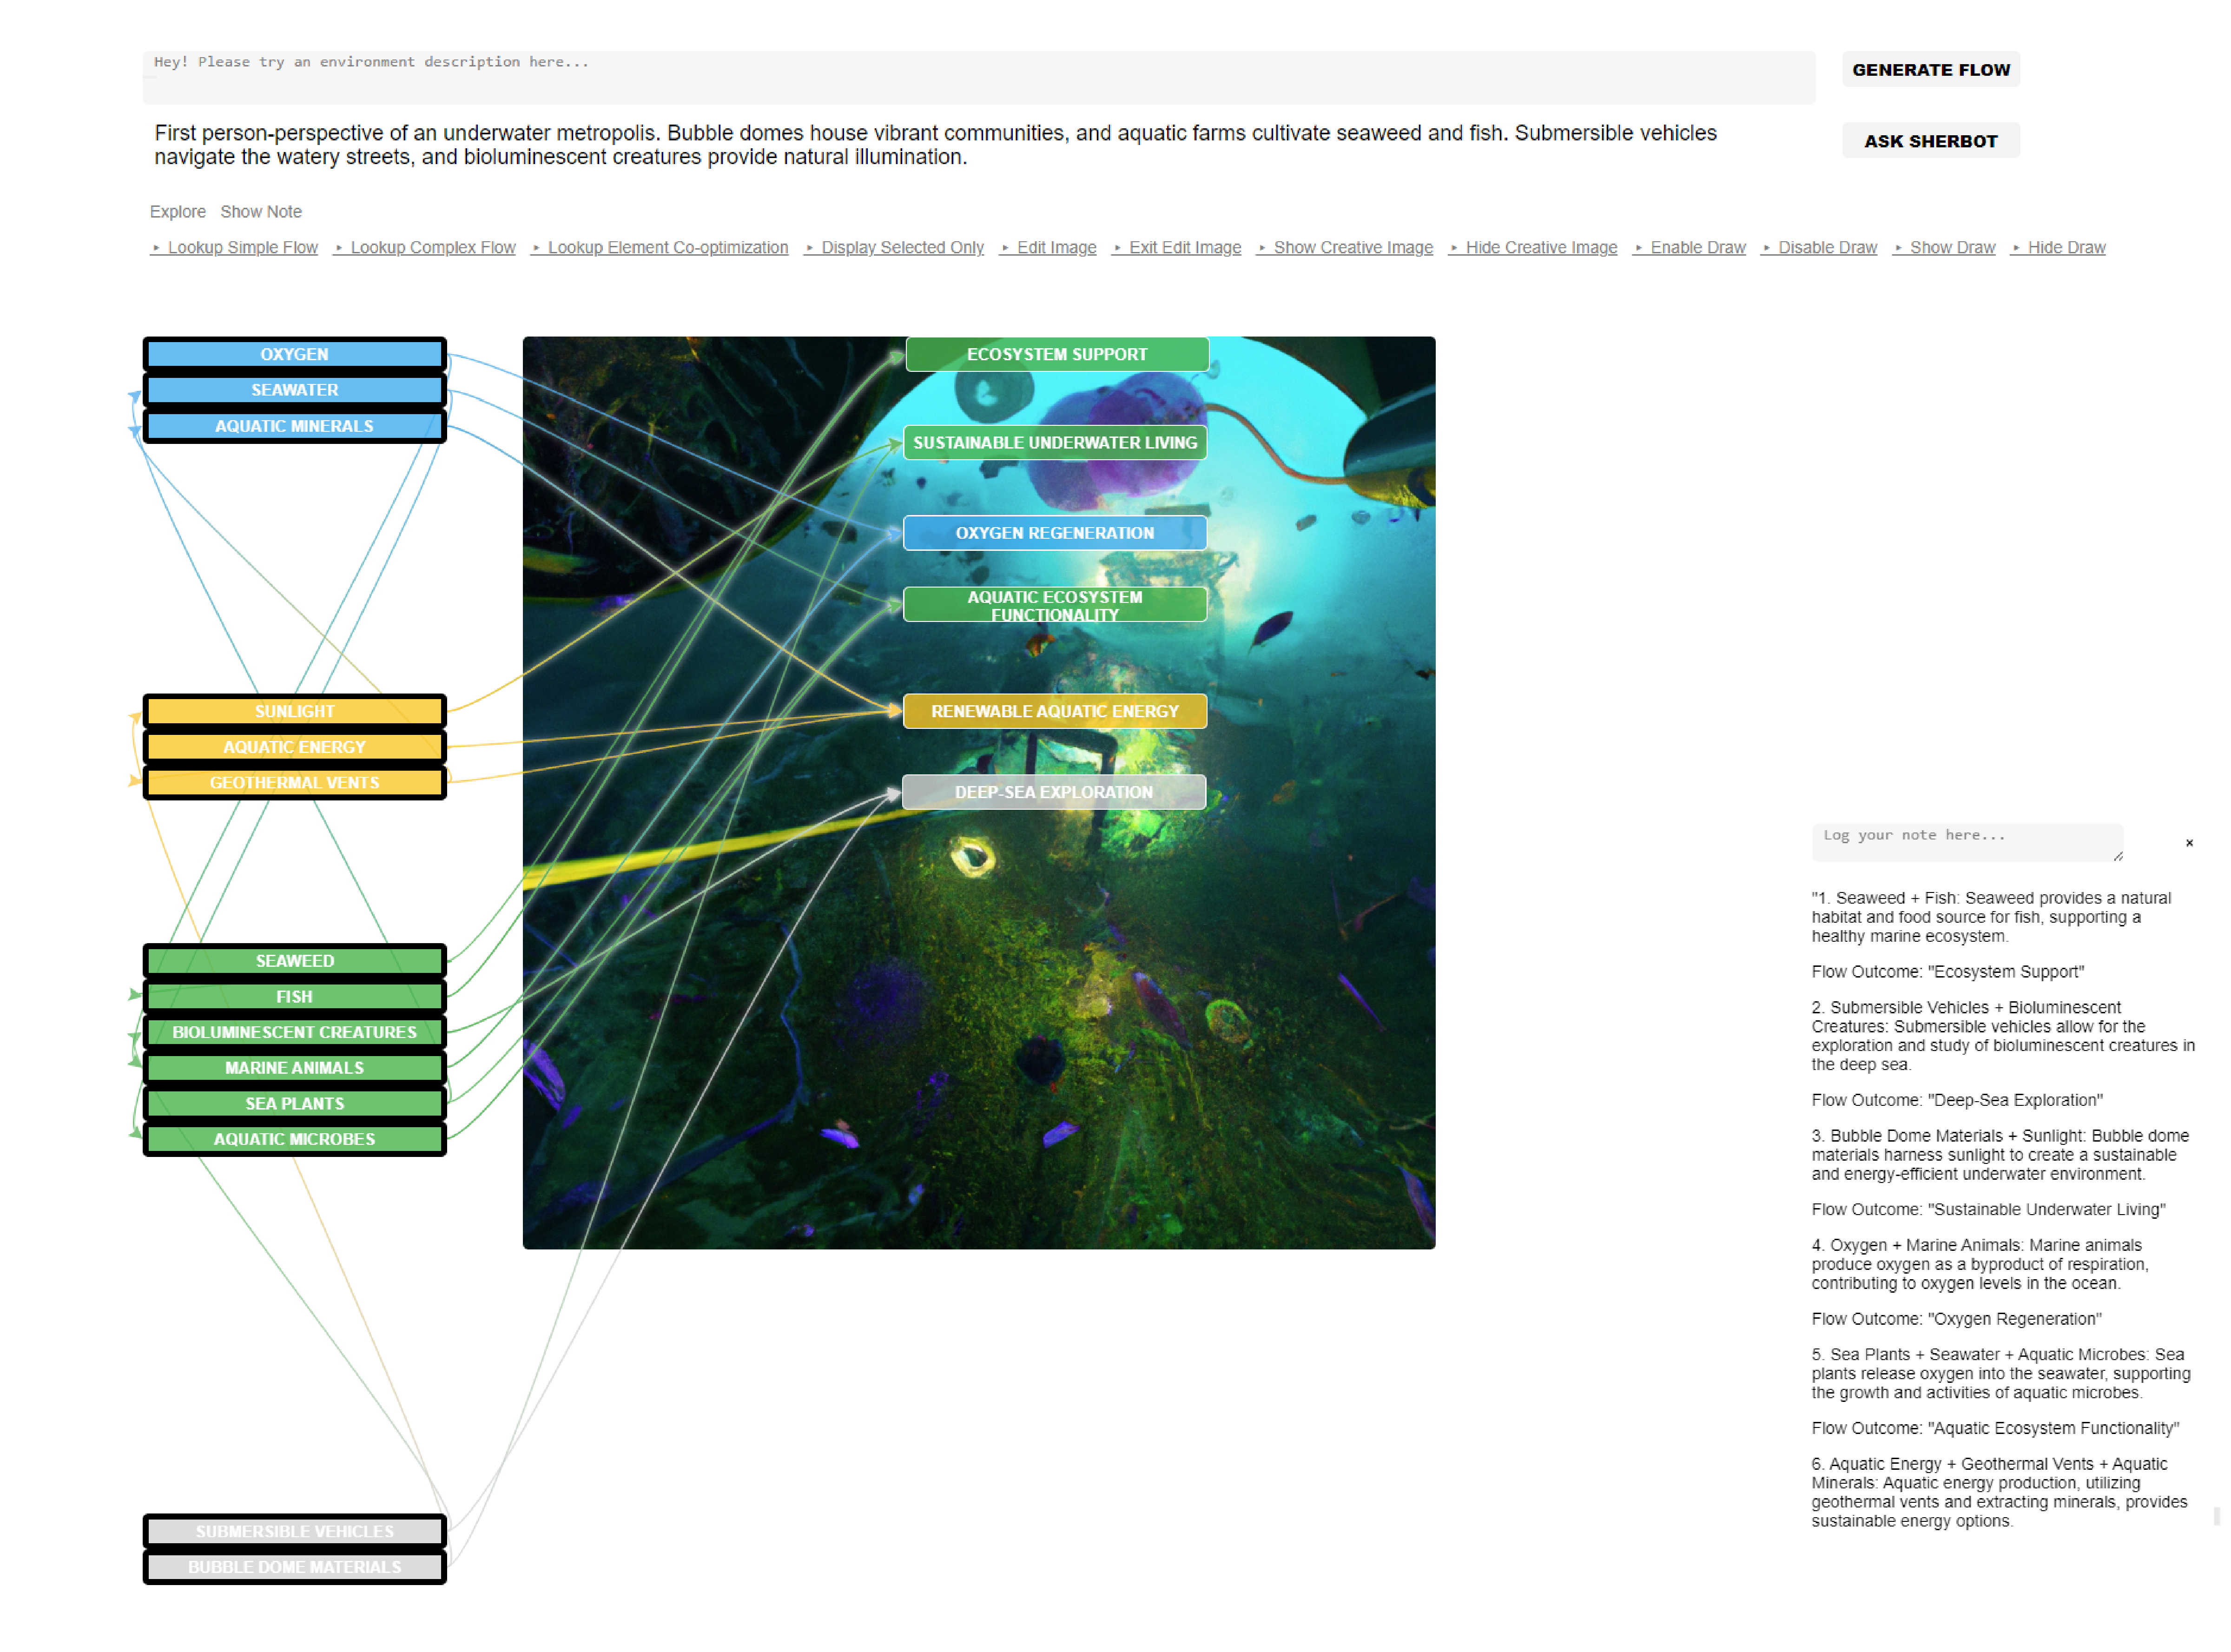 Hey! Please try an environment description here...
GENERATE FLOW
First person-perspective of an underwater metropolis. Bubble domes house vibrant communities, and aquatic farms cultivate seaweed and fish. Submersible vehicles
navigate the watery streets, and bioluminescent creatures provide natural illumination.
ASK SHERBOT
Explore Show Note
‣ Lookup Simple Flow ‣ Lookup Complex Flow ‣ Lookup Element Co-optimization ‣ Display Selected Only ‣ Edit Image ‣ Exit Edit Image ‣ Show Creative Image ‣ Hide Creative Image ‣ Enable Draw ‣ Disable Draw ‣ Show Draw ‣ Hide Draw
OXYGEN
SEAWATER
AQUATIC MINERALS
SUNLIGHT
AQUATIC ENERGY
GEOTHERMAL VENTS
SEAWEED
FISH
BIOLUMINESCENT CREATURES
MARINE ANIMALS
SEA PLANTS
AQUATIC MICROBES
SUBMERSIBLE VEHICLES
BUBBLE DOME MATERIALS
ECOSYSTEM SUPPORT
SUSTAINABLE UNDERWATER LIVING
OXYGEN REGENERATION
AQUATIC ECOSYSTEM
FUNCTIONALITY
RENEWABLE AQUATIC ENERGY
DEEP-SEA EXPLORATION
Log your note here...
×
"1. Seaweed + Fish: Seaweed provides a natural
habitat and food source for fish, supporting a
healthy marine ecosystem.
Flow Outcome: "Ecosystem Support"
2. Submersible Vehicles + Bioluminescent
Creatures: Submersible vehicles allow for the
exploration and study of bioluminescent creatures in
the deep sea.
Flow Outcome: "Deep-Sea Exploration"
3. Bubble Dome Materials + Sunlight: Bubble dome
materials harness sunlight to create a sustainable
and energy-efficient underwater environment.
Flow Outcome: "Sustainable Underwater Living"
4. Oxygen + Marine Animals: Marine animals
produce oxygen as a byproduct of respiration,
contributing to oxygen levels in the ocean.
Flow Outcome: "Oxygen Regeneration"
5. Sea Plants + Seawater + Aquatic Microbes: Sea
plants release oxygen into the seawater, supporting
the growth and activities of aquatic microbes.
Flow Outcome: "Aquatic Ecosystem Functionality"
6. Aquatic Energy + Geothermal Vents + Aquatic
Minerals: Aquatic energy production, utilizing
geothermal vents and extracting minerals, provides
sustainable energy options.